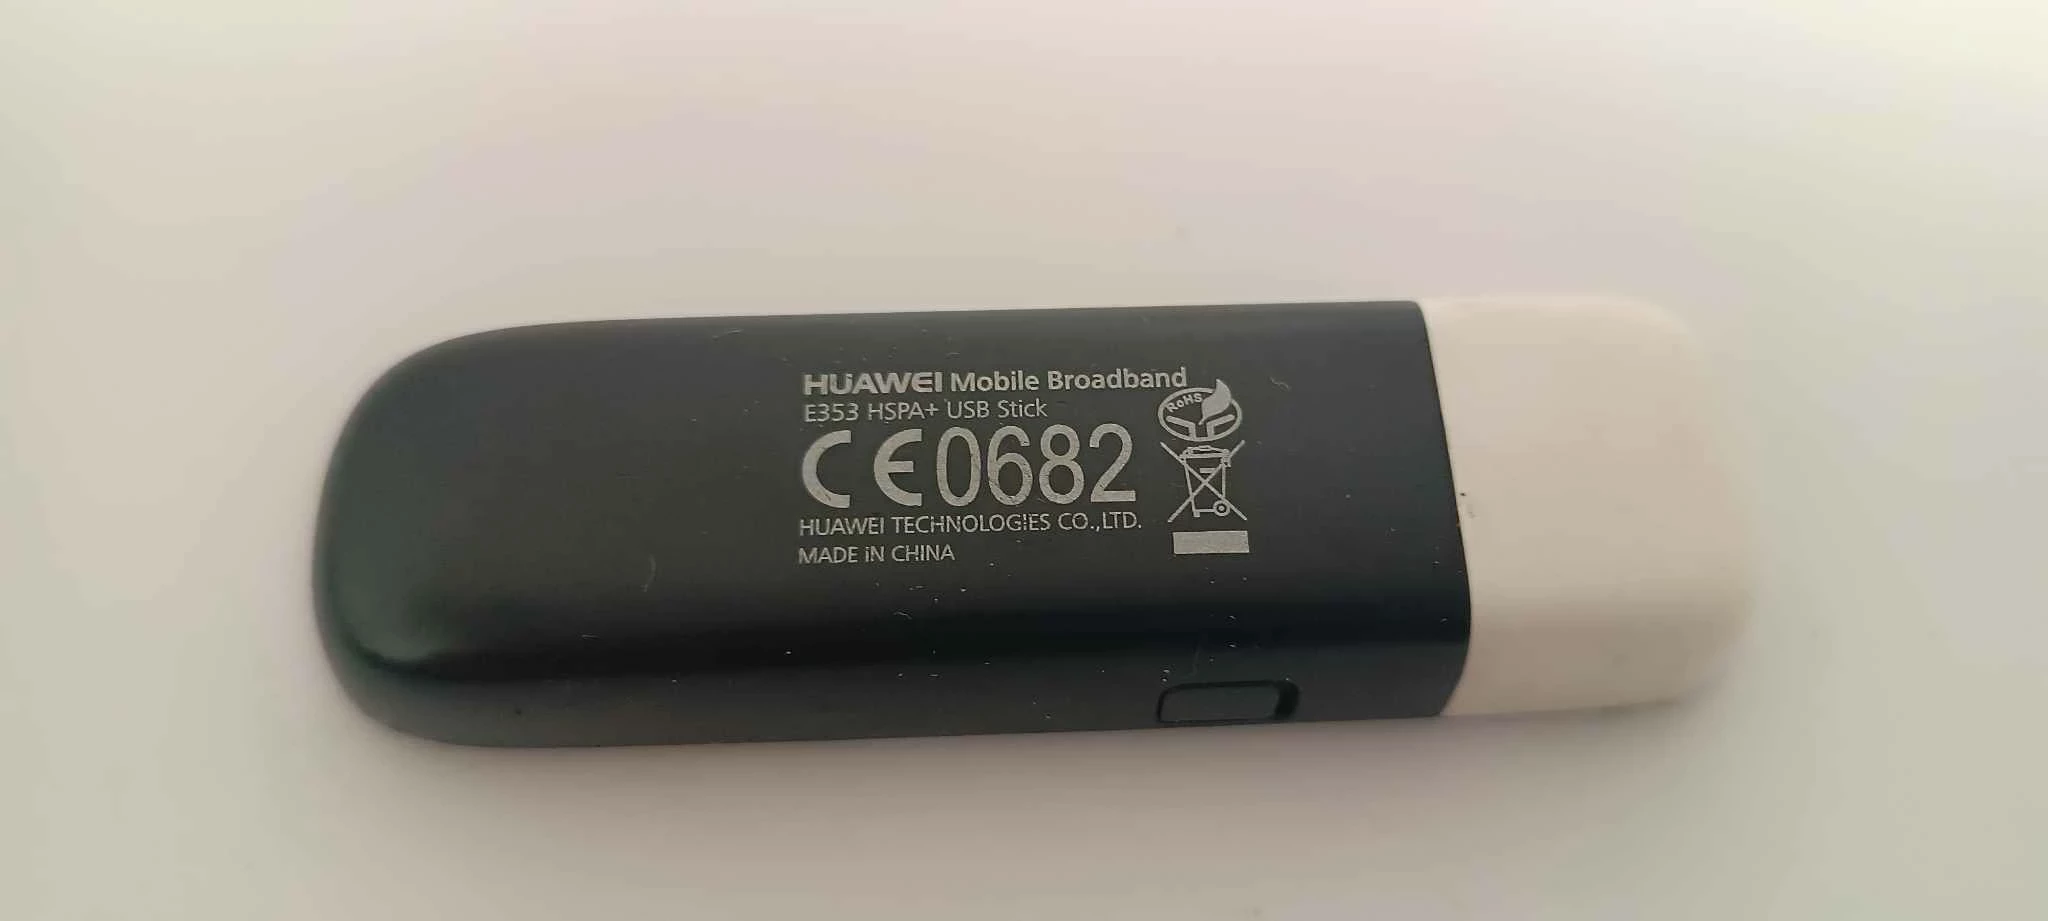 HUAWEI Mobile Broadband
E353 HSPA+ USB Stick
RoHS
CE0682
HUAWEI TECHNOLOGIES CO.,LTD.
MADE IN CHINA